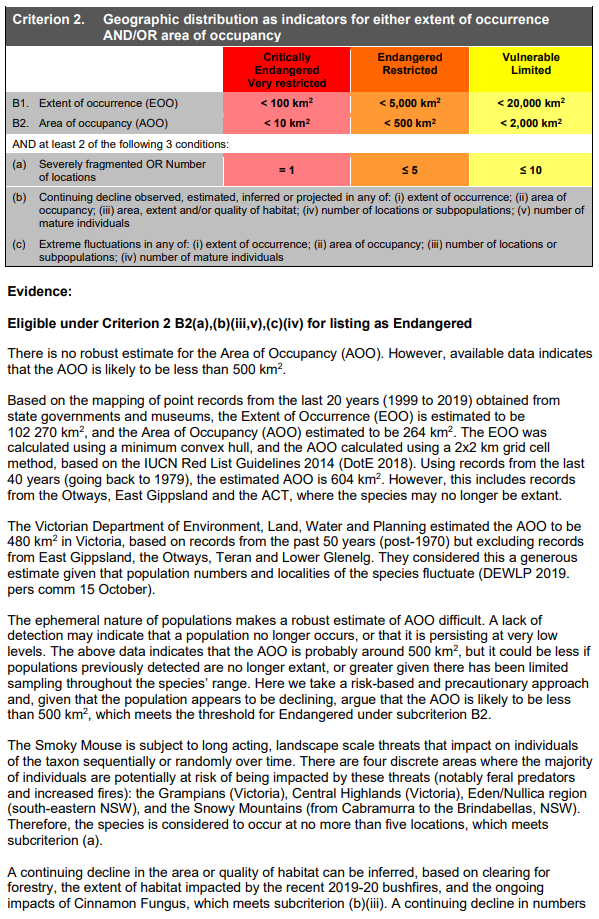 Criterion 2. Geographic distribution as indicators for either extent of occurrence
AND/OR area of occupancy
Critically
Endangered
Very restricted
Endangered
Restricted
Vulnerable
Limited
B1. Extent of occurrence (EOO) < 100 km² < 5,000 km² < 20,000 km²
B2. Area of occupancy (AOO) < 10 km² < 500 km² < 2,000 km²
AND at least 2 of the following 3 conditions:
(a) Severely fragmented OR Number
of locations
= 1 ≤ 5 ≤ 10
(b) Continuing decline observed, estimated, inferred or projected in any of: (i) extent of occurrence; (ii) area of
occupancy; (iii) area, extent and/or quality of habitat; (iv) number of locations or subpopulations; (v) number of
mature individuals
(c) Extreme fluctuations in any of: (i) extent of occurrence; (ii) area of occupancy; (iii) number of locations or
subpopulations; (iv) number of mature individuals
Evidence:
Eligible under Criterion 2 B2(a),(b)(iii,v),(c)(iv) for listing as Endangered
There is no robust estimate for the Area of Occupancy (AOO). However, available data indicates
that the AOO is likely to be less than 500 km².
Based on the mapping of point records from the last 20 years (1999 to 2019) obtained from
state governments and museums, the Extent of Occurrence (EOO) is estimated to be
102 270 km², and the Area of Occupancy (AOO) estimated to be 264 km². The EOO was
calculated using a minimum convex hull, and the AOO calculated using a 2x2 km grid cell
method, based on the IUCN Red List Guidelines 2014 (DotE 2018). Using records from the last
40 years (going back to 1979), the estimated AOO is 604 km². However, this includes records
from the Otways, East Gippsland and the ACT, where the species may no longer be extant.
The Victorian Department of Environment, Land, Water and Planning estimated the AOO to be
480 km² in Victoria, based on records from the past 50 years (post-1970) but excluding records
from East Gippsland, the Otways, Teran and Lower Glenelg. They considered this a generous
estimate given that population numbers and localities of the species fluctuate (DEWLP 2019.
pers comm 15 October).
The ephemeral nature of populations makes a robust estimate of AOO difficult. A lack of
detection may indicate that a population no longer occurs, or that it is persisting at very low
levels. The above data indicates that the AOO is probably around 500 km², but it could be less if
populations previously detected are no longer extant, or greater given there has been limited
sampling throughout the species' range. Here we take a risk-based and precautionary approach
and, given that the population appears to be declining, argue that the AOO is likely to be less
than 500 km², which meets the threshold for Endangered under subcriterion B2.
The Smoky Mouse is subject to long acting, landscape scale threats that impact on individuals
of the taxon sequentially or randomly over time. There are four discrete areas where the majority
of individuals are potentially at risk of being impacted by these threats (notably feral predators
and increased fires): the Grampians (Victoria), Central Highlands (Victoria), Eden/Nullica region
(south-eastern NSW), and the Snowy Mountains (from Cabramurra to the Brindabellas, NSW).
Therefore, the species is considered to occur at no more than five locations, which meets
subcriterion (a).
A continuing decline in the area or quality of habitat can be inferred, based on clearing for
forestry, the extent of habitat impacted by the recent 2019-20 bushfires, and the ongoing
impacts of Cinnamon Fungus, which meets subcriterion (b)(iii). A continuing decline in numbers